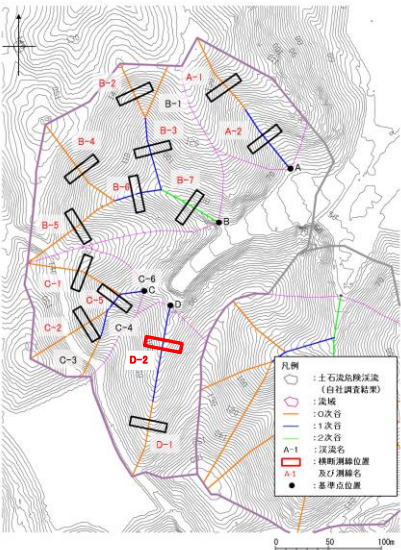 B-2
A-1
B-1
A-2
B-3
B-4
A
B-6
B-7
B-5
B
C-1
C-6
C
C-5
D
C-2
C-4
D-2
C-3
D-1
凡例
：土石流危険渓流
（自社調査結果）
：流域
：0次谷
：1次谷
：2次谷
A-1 ：渓流名
：横断測線位置
A-1 及び測線名
：基準点位置
0 50 100m